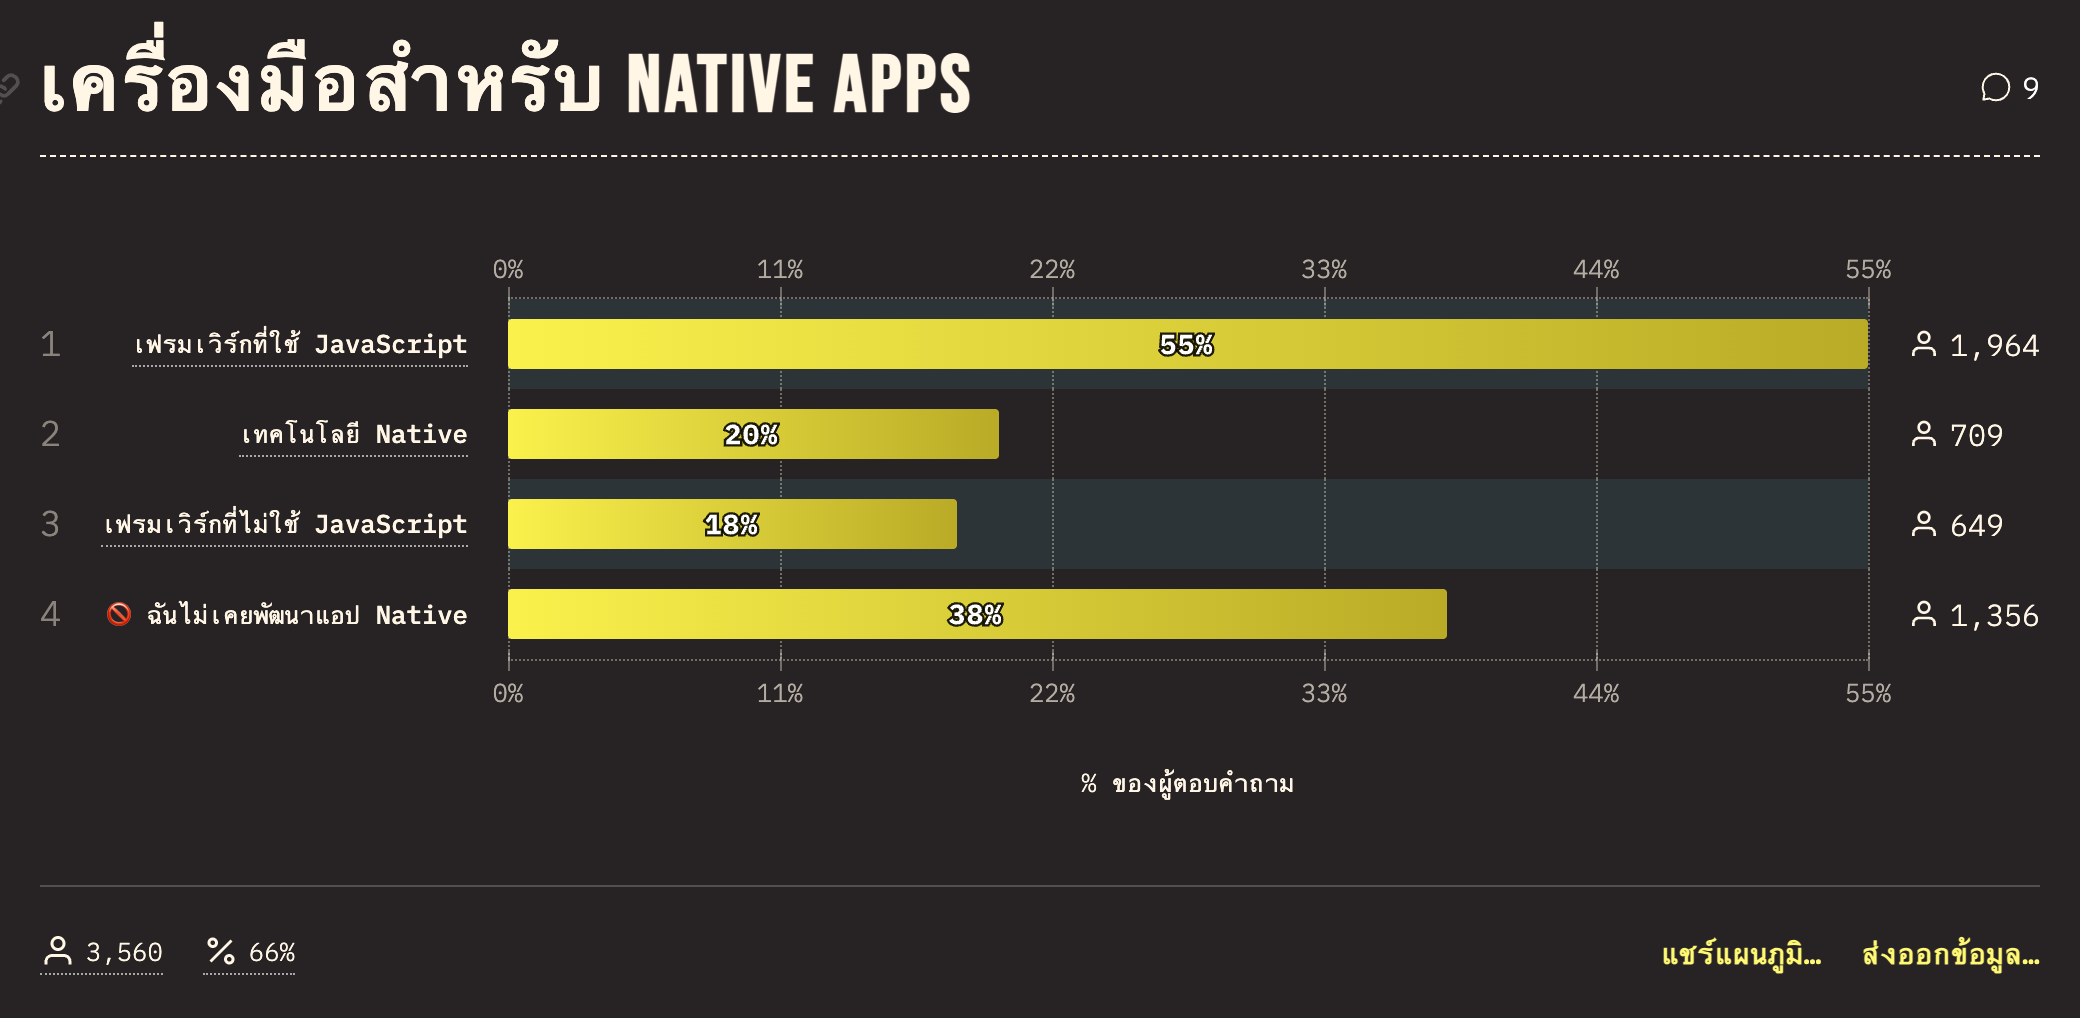 เครื่องมือสำหรับ NATIVE APPS
9
0% 11% 22% 33% 44% 55%
1 เฟรมเวิร์กที่ใช้ JavaScript 55% 1,964
2 เทคโนโลยี Native 20% 709
3 เฟรมเวิร์กที่ไม่ใช้ JavaScript 18% 649
4 ฉันไม่เคยพัฒนาแอป Native 38% 1,356
0% 11% 22% 33% 44% 55%
% ของผู้ตอบคำถาม
3,560 66% แชร์แผนภูมิ… ส่งออกข้อมูล…